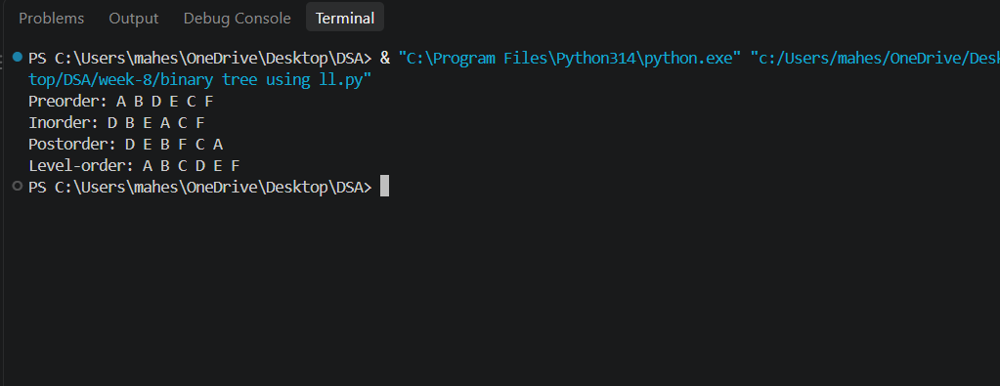 Problems Output Debug Console Terminal
PS C:\Users\mahes\OneDrive\Desktop\DSA> & "C:\Program Files\Python314\python.exe" "c:/Users/mahes/OneDrive/Desk
top/DSA/week-8/binary tree using ll.py"
Preorder: A B D E C F
Inorder: D B E A C F
Postorder: D E B F C A
Level-order: A B C D E F
PS C:\Users\mahes\OneDrive\Desktop\DSA>